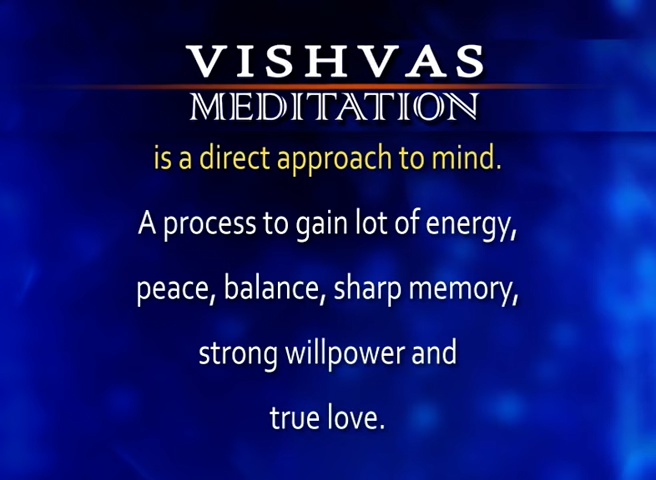 VISHVAS
MEDITATION
is a direct approach to mind.
A process to gain lot of energy,
peace, balance, sharp memory,
strong willpower and
true love.